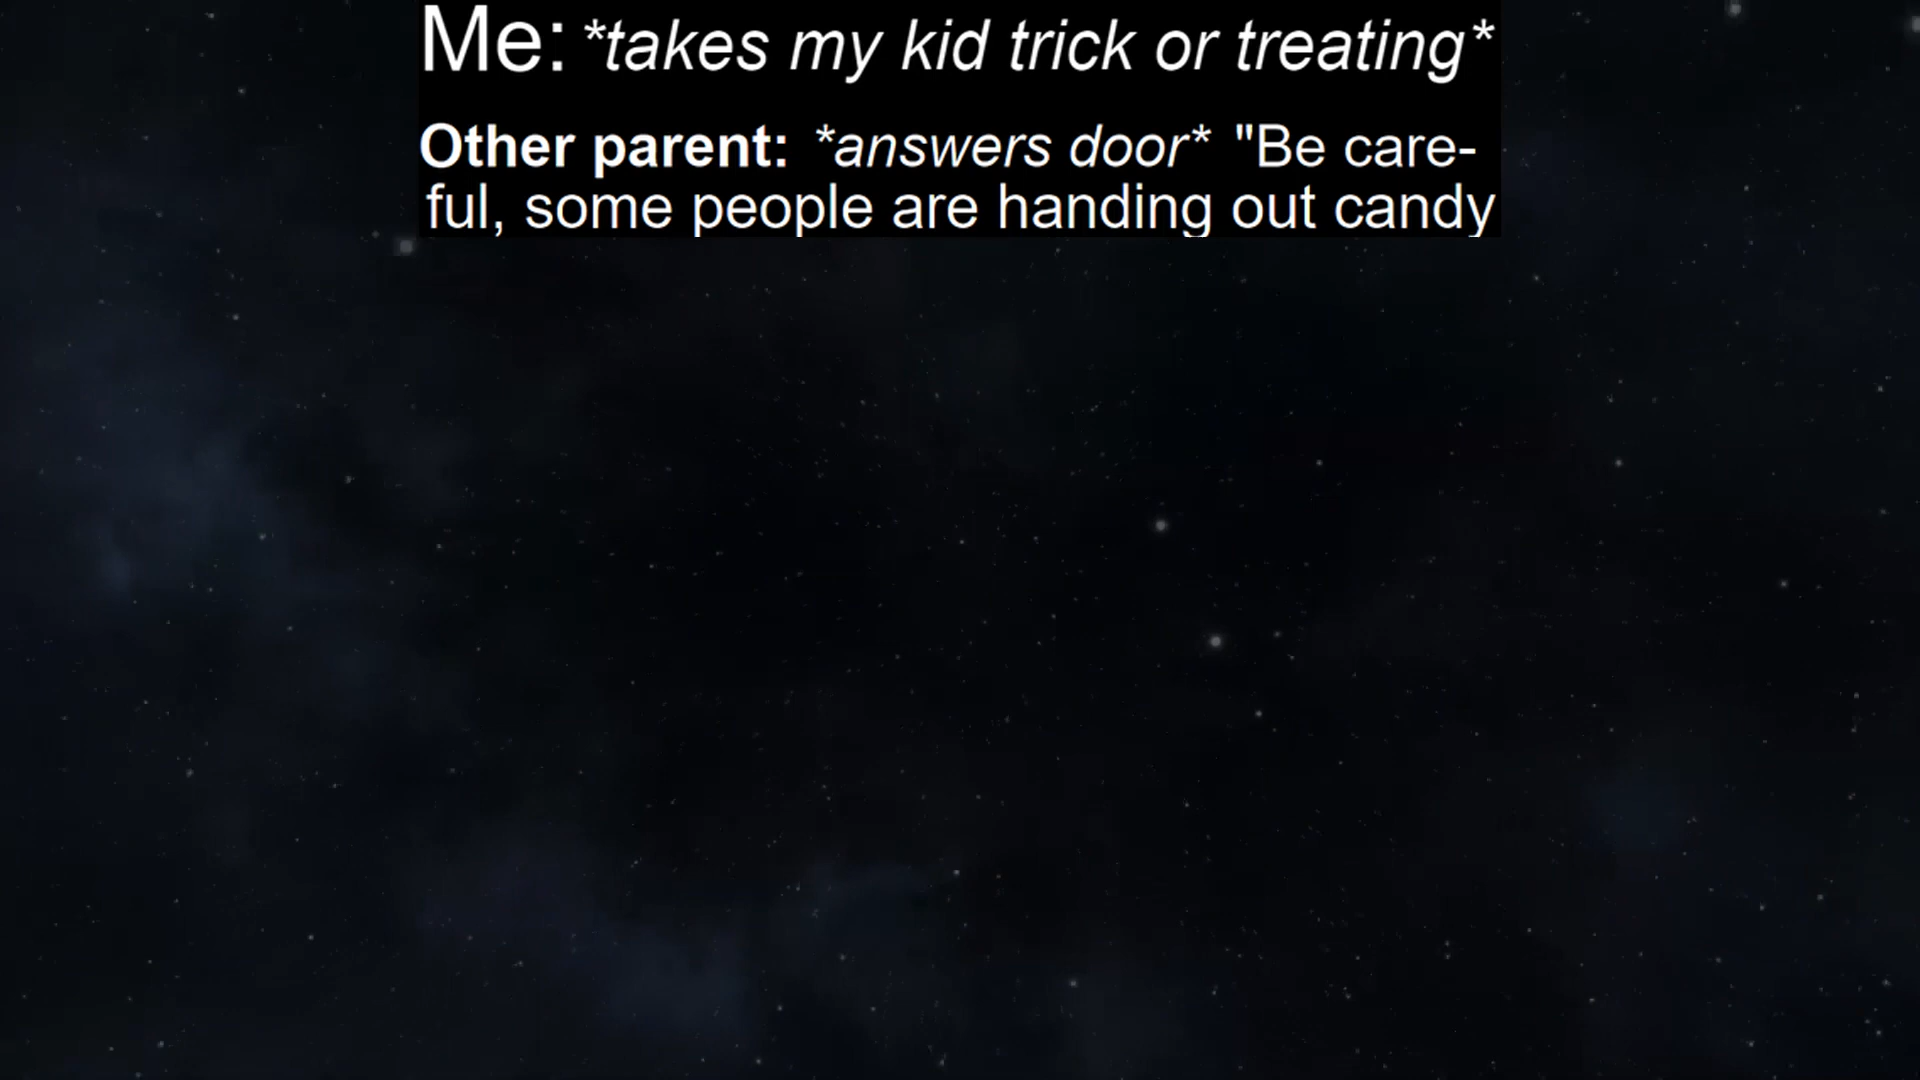 Me: *takes my kid trick or treating*
Other parent: *answers door* "Be care-
ful, some people are handing out candy